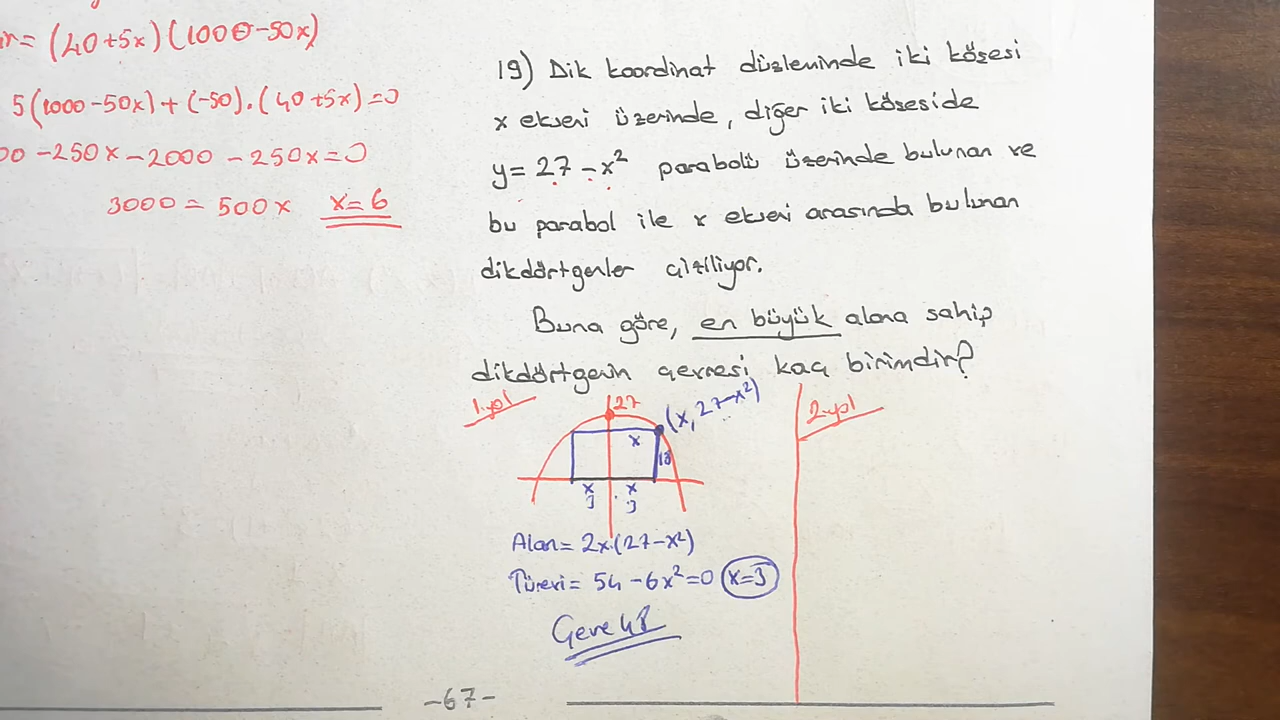 = (40+5x)(1000-50x)
5(1000-50x)+(-50).(40+5x)=0
00 -250x -2000 -250x=0
3000 = 500x x=6
19) Dik koordinat düzleminde iki köşesi
x ekseni üzerinde, diğer iki köşeside
y=27-x² parabolü üzerinde bulunan ve
bu parabol ile x ekseni arasında bulunan
dikdörtgenler çiziliyor.
Buna göre, en büyük alana sahip
dikdörtgenin çevresi kaç birimdir?
1.yol
27
(x, 27-x²)
x
18
x x
3 3
Alan= 2x.(27-x²)
Türevi= 54 -6x²=0 x=3
Çevre 48
2.yol
-67-